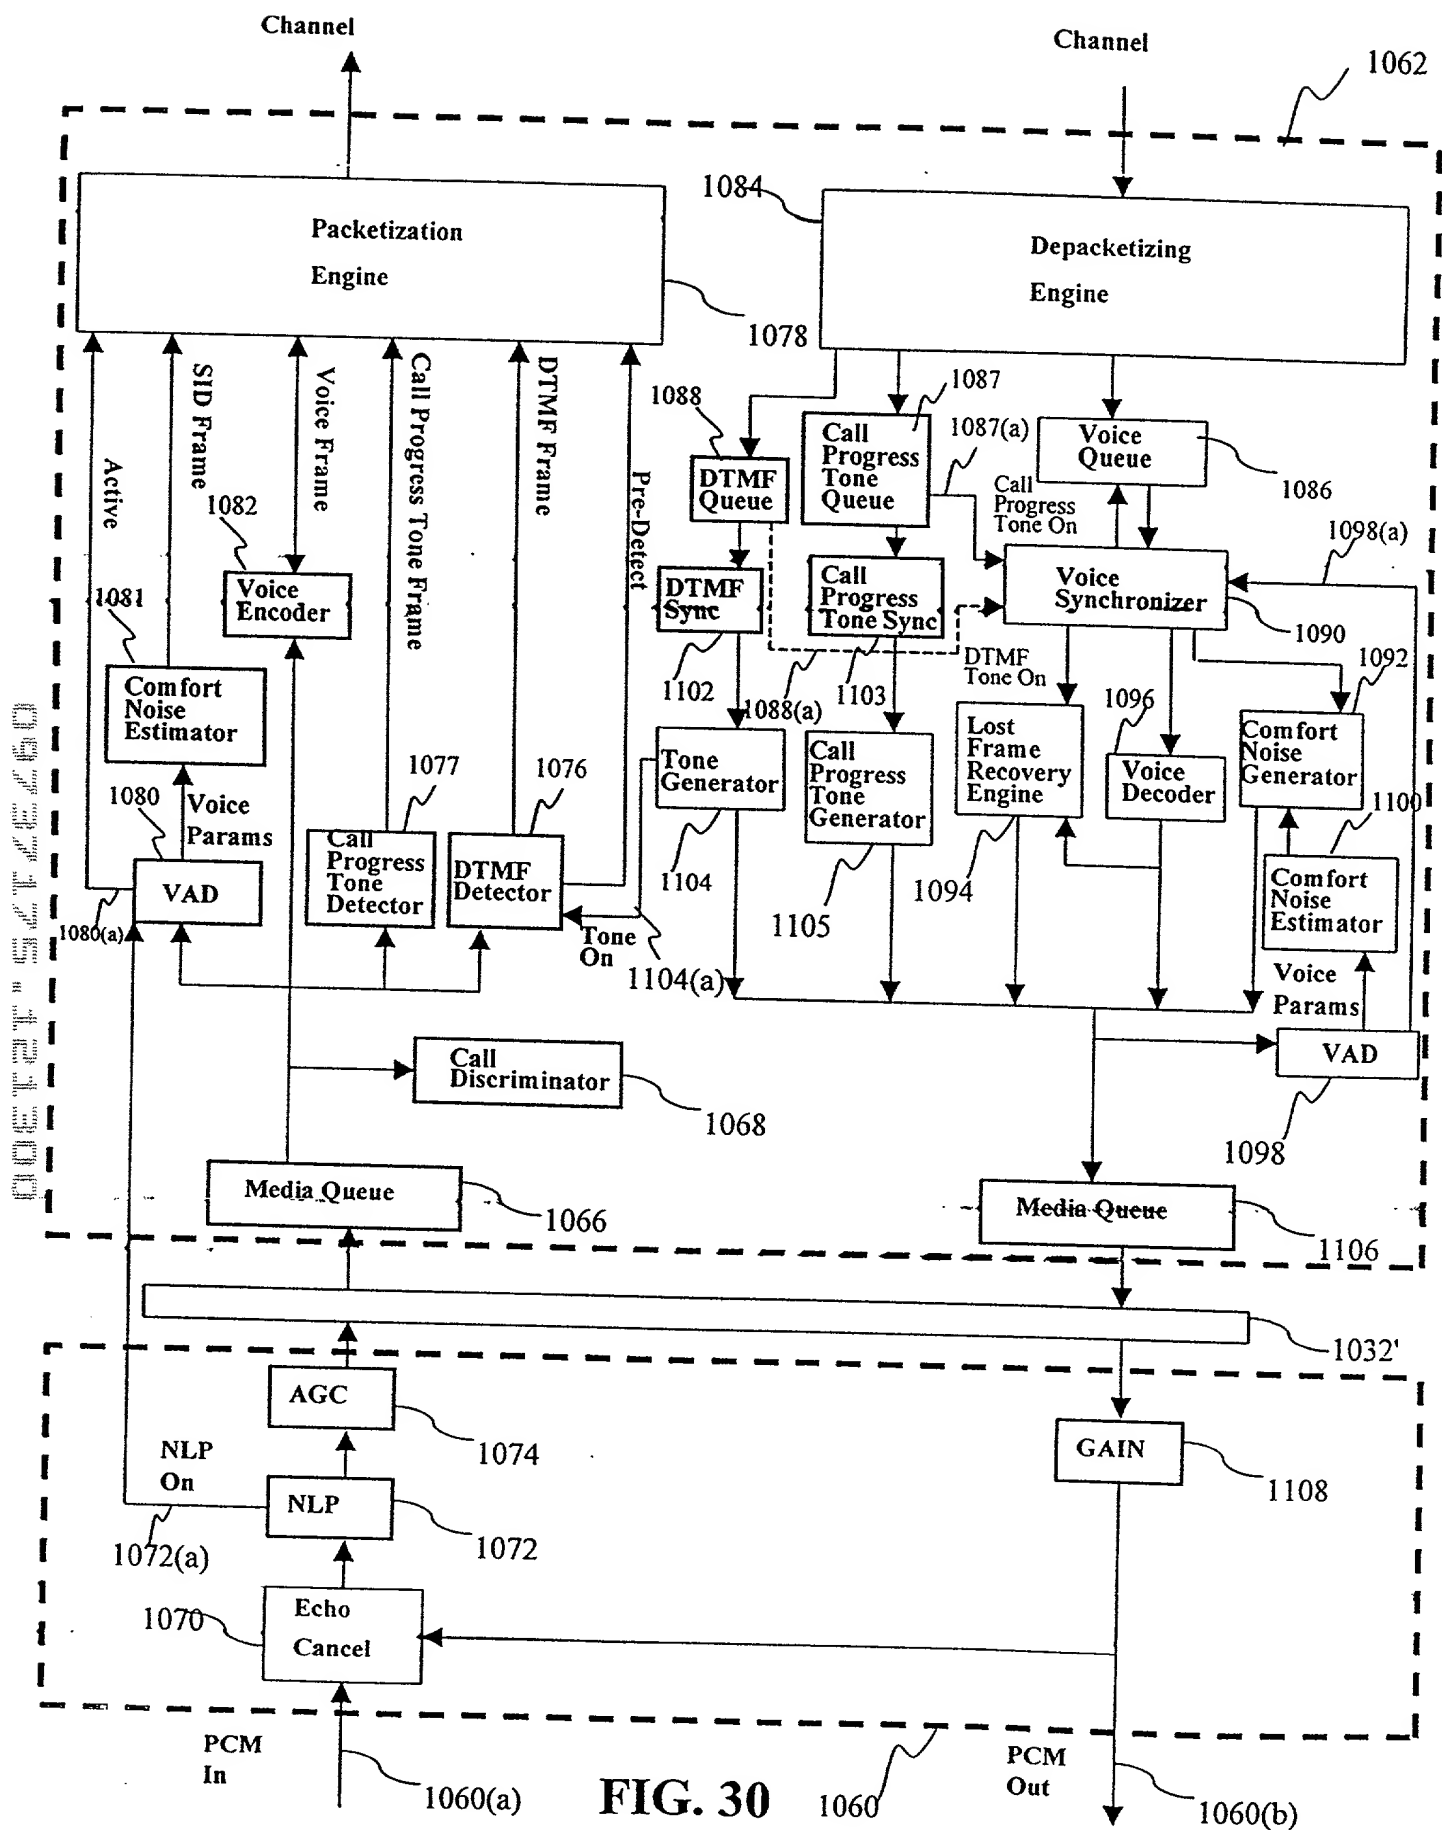 Channel
Channel
1062
1084
Packetization
Engine
Depacketizing
Engine
1078
Active
SID Frame
Voice Frame
Call Progress Tone Frame
DTMF Frame
Pre-Detect
1088
1087
1087(a)
DTMF
Queue
Call
Progress
Tone
Queue
Voice
Queue
1086
Call
Progress
Tone On
1098(a)
1082
Voice
Encoder
1081
DTMF
Sync
Call
Progress
Tone Sync
Voice
Synchronizer
1090
1102
1088(a)
1103
DTMF
Tone On
1096
1092
Comfort
Noise
Estimator
Tone
Generator
Call
Progress
Tone
Generator
Lost
Frame
Recovery
Engine
Voice
Decoder
Comfort
Noise
Generator
1080
Voice
Params
1077
1076
1104
1105
1094
1100
VAD
1080(a)
Call
Progress
Tone
Detector
DTMF
Detector
Tone
On
1104(a)
Comfort
Noise
Estimator
Voice
Params
Call
Discriminator
1068
VAD
1098
Media Queue
1066
Media Queue
1106
1032'
AGC
1074
GAIN
1108
NLP
On
NLP
1072
1072(a)
1070
Echo
Cancel
PCM
In
1060(a)
FIG. 30
1060
PCM
Out
1060(b)